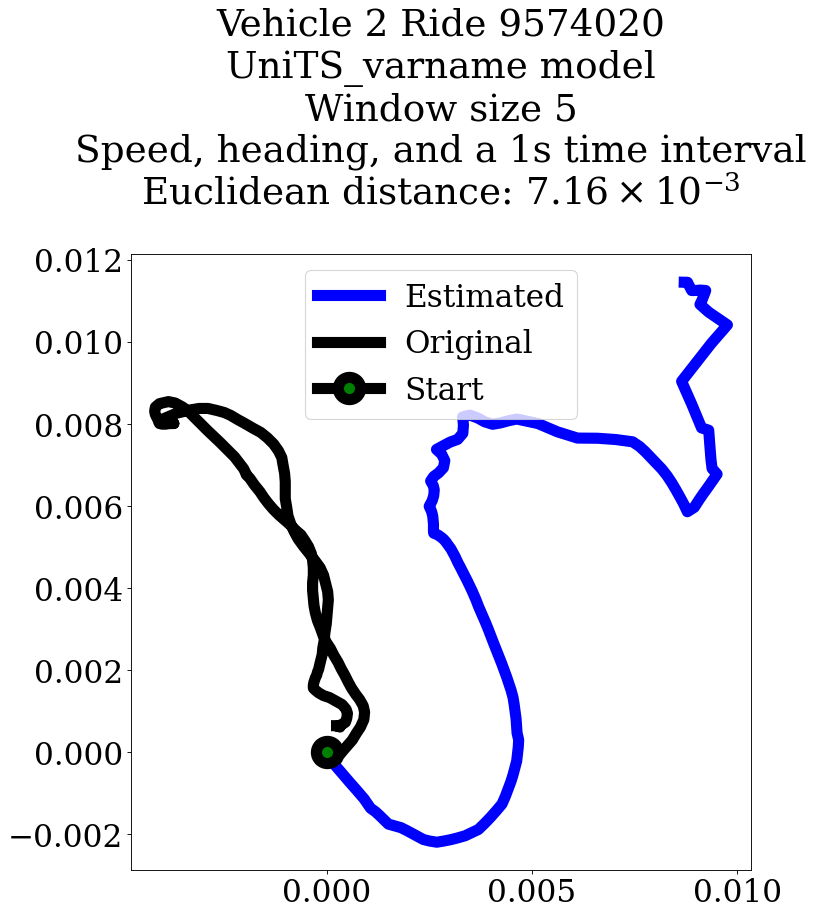 Vehicle 2 Ride 9574020
UniTS_varname model
Window size 5
Speed, heading, and a 1s time interval
Euclidean distance: 7.16 × 10⁻³
0.012
0.010
0.008
0.006
0.004
0.002
0.000
−0.002
Estimated
Original
Start
0.000 0.005 0.010